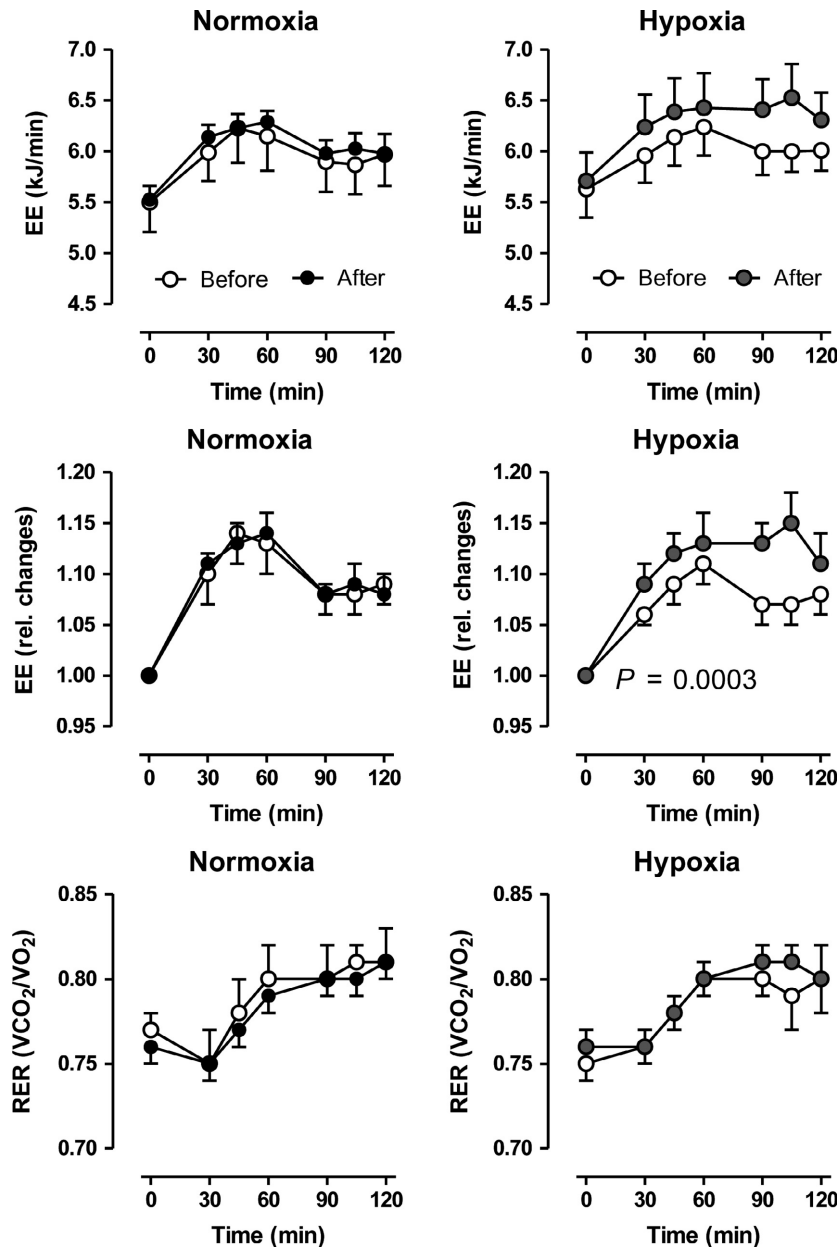 Normoxia
EE (kJ/min)
7.0
6.5
6.0
5.5
5.0
4.5
Before After
0 30 60 90 120
Time (min)
Hypoxia
EE (kJ/min)
7.0
6.5
6.0
5.5
5.0
4.5
Before After
0 30 60 90 120
Time (min)
Normoxia
EE (rel. changes)
1.20
1.15
1.10
1.05
1.00
0.95
0 30 60 90 120
Time (min)
Hypoxia
EE (rel. changes)
1.20
1.15
1.10
1.05
1.00
0.95
P = 0.0003
0 30 60 90 120
Time (min)
Normoxia
RER (VCO₂/VO₂)
0.85
0.80
0.75
0.70
0 30 60 90 120
Time (min)
Hypoxia
RER (VCO₂/VO₂)
0.85
0.80
0.75
0.70
0 30 60 90 120
Time (min)